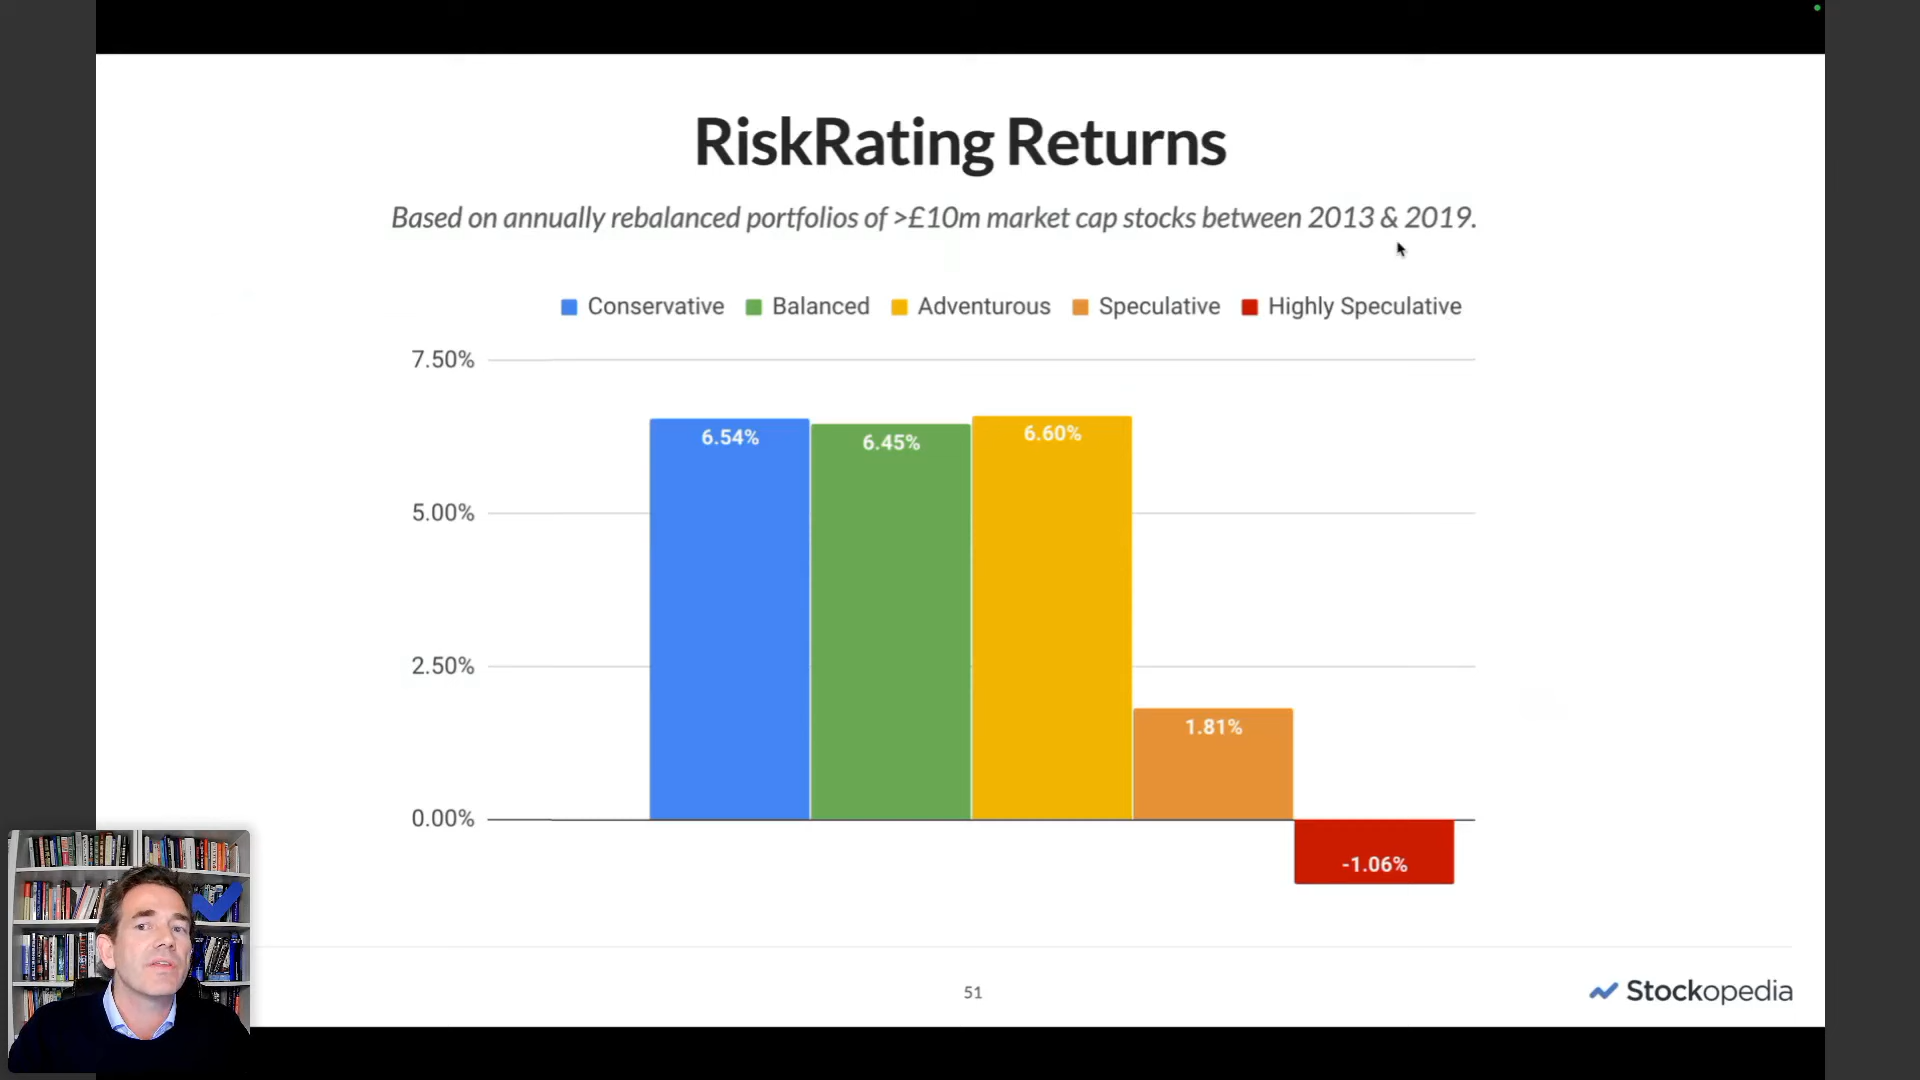 RiskRating Returns
Based on annually rebalanced portfolios of >£10m market cap stocks between 2013 & 2019.
Conservative Balanced Adventurous Speculative Highly Speculative
7.50%
5.00%
2.50%
0.00%
6.54%
6.45%
6.60%
1.81%
-1.06%
51
Stockopedia